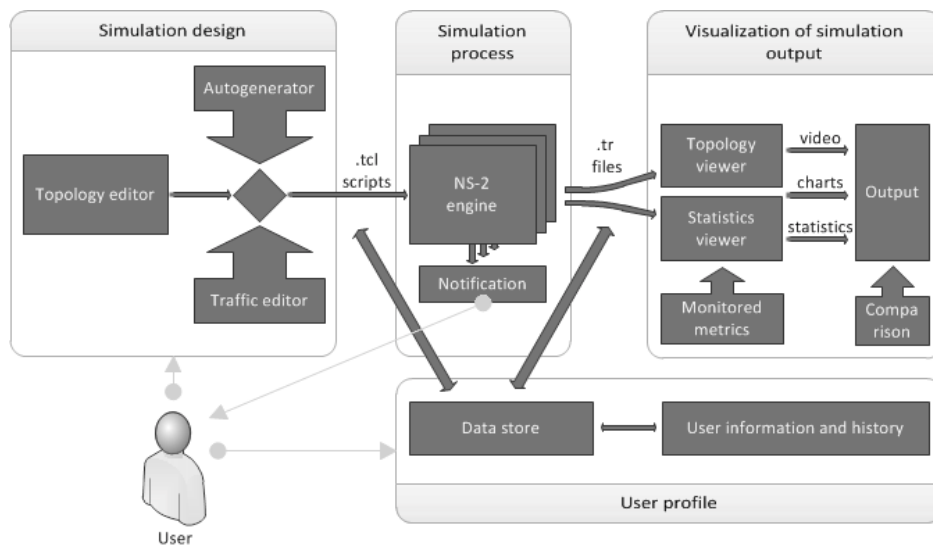 Simulation design
Autogenerator
Topology editor
Traffic editor
.tcl
scripts
Simulation
process
NS-2
engine
Notification
.tr
files
Visualization of simulation
output
Topology
viewer
Statistics
viewer
Monitored
metrics
video
charts
statistics
Output
Compa
rison
Data store
User information and history
User profile
User